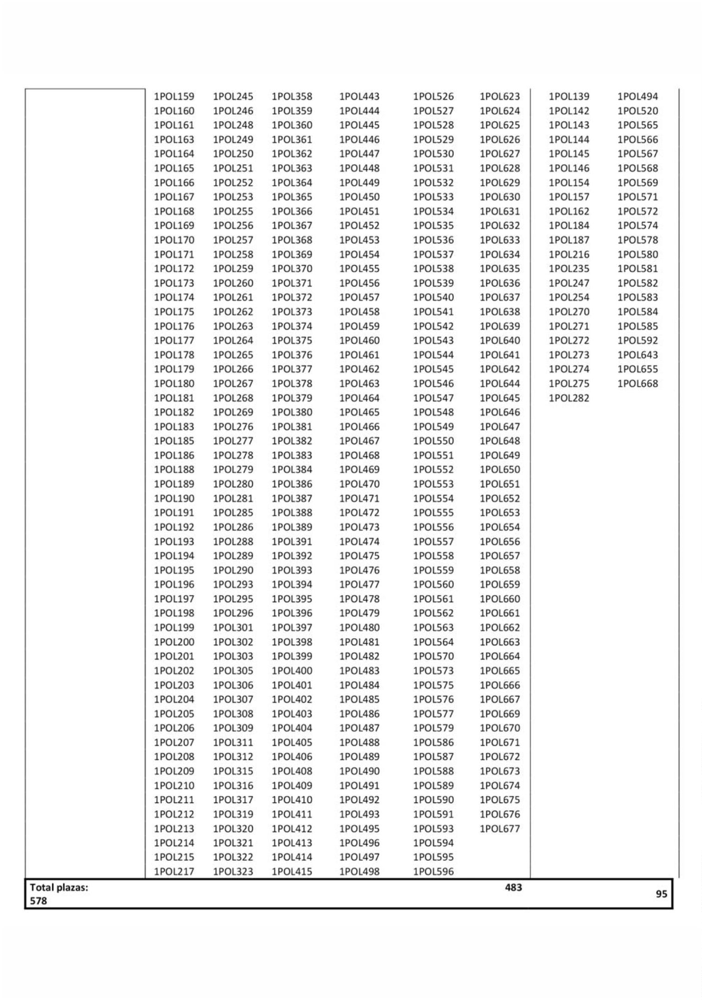 1POL159 1POL245 1POL358 1POL443 1POL526 1POL623 1POL139 1POL494
1POL160 1POL246 1POL359 1POL444 1POL527 1POL624 1POL142 1POL520
1POL161 1POL248 1POL360 1POL445 1POL528 1POL625 1POL143 1POL565
1POL163 1POL249 1POL361 1POL446 1POL529 1POL626 1POL144 1POL566
1POL164 1POL250 1POL362 1POL447 1POL530 1POL627 1POL145 1POL567
1POL165 1POL251 1POL363 1POL448 1POL531 1POL628 1POL146 1POL568
1POL166 1POL252 1POL364 1POL449 1POL532 1POL629 1POL154 1POL569
1POL167 1POL253 1POL365 1POL450 1POL533 1POL630 1POL157 1POL571
1POL168 1POL255 1POL366 1POL451 1POL534 1POL631 1POL162 1POL572
1POL169 1POL256 1POL367 1POL452 1POL535 1POL632 1POL184 1POL574
1POL170 1POL257 1POL368 1POL453 1POL536 1POL633 1POL187 1POL578
1POL171 1POL258 1POL369 1POL454 1POL537 1POL634 1POL216 1POL580
1POL172 1POL259 1POL370 1POL455 1POL538 1POL635 1POL235 1POL581
1POL173 1POL260 1POL371 1POL456 1POL539 1POL636 1POL247 1POL582
1POL174 1POL261 1POL372 1POL457 1POL540 1POL637 1POL254 1POL583
1POL175 1POL262 1POL373 1POL458 1POL541 1POL638 1POL270 1POL584
1POL176 1POL263 1POL374 1POL459 1POL542 1POL639 1POL271 1POL585
1POL177 1POL264 1POL375 1POL460 1POL543 1POL640 1POL272 1POL592
1POL178 1POL265 1POL376 1POL461 1POL544 1POL641 1POL273 1POL643
1POL179 1POL266 1POL377 1POL462 1POL545 1POL642 1POL274 1POL655
1POL180 1POL267 1POL378 1POL463 1POL546 1POL644 1POL275 1POL668
1POL181 1POL268 1POL379 1POL464 1POL547 1POL645 1POL282
1POL182 1POL269 1POL380 1POL465 1POL548 1POL646
1POL183 1POL276 1POL381 1POL466 1POL549 1POL647
1POL185 1POL277 1POL382 1POL467 1POL550 1POL648
1POL186 1POL278 1POL383 1POL468 1POL551 1POL649
1POL188 1POL279 1POL384 1POL469 1POL552 1POL650
1POL189 1POL280 1POL386 1POL470 1POL553 1POL651
1POL190 1POL281 1POL387 1POL471 1POL554 1POL652
1POL191 1POL285 1POL388 1POL472 1POL555 1POL653
1POL192 1POL286 1POL389 1POL473 1POL556 1POL654
1POL193 1POL288 1POL391 1POL474 1POL557 1POL656
1POL194 1POL289 1POL392 1POL475 1POL558 1POL657
1POL195 1POL290 1POL393 1POL476 1POL559 1POL658
1POL196 1POL293 1POL394 1POL477 1POL560 1POL659
1POL197 1POL295 1POL395 1POL478 1POL561 1POL660
1POL198 1POL296 1POL396 1POL479 1POL562 1POL661
1POL199 1POL301 1POL397 1POL480 1POL563 1POL662
1POL200 1POL302 1POL398 1POL481 1POL564 1POL663
1POL201 1POL303 1POL399 1POL482 1POL570 1POL664
1POL202 1POL305 1POL400 1POL483 1POL573 1POL665
1POL203 1POL306 1POL401 1POL484 1POL575 1POL666
1POL204 1POL307 1POL402 1POL485 1POL576 1POL667
1POL205 1POL308 1POL403 1POL486 1POL577 1POL669
1POL206 1POL309 1POL404 1POL487 1POL579 1POL670
1POL207 1POL311 1POL405 1POL488 1POL586 1POL671
1POL208 1POL312 1POL406 1POL489 1POL587 1POL672
1POL209 1POL315 1POL408 1POL490 1POL588 1POL673
1POL210 1POL316 1POL409 1POL491 1POL589 1POL674
1POL211 1POL317 1POL410 1POL492 1POL590 1POL675
1POL212 1POL319 1POL411 1POL493 1POL591 1POL676
1POL213 1POL320 1POL412 1POL495 1POL593 1POL677
1POL214 1POL321 1POL413 1POL496 1POL594
1POL215 1POL322 1POL414 1POL497 1POL595
1POL217 1POL323 1POL415 1POL498 1POL596
Total plazas: 483
578 95